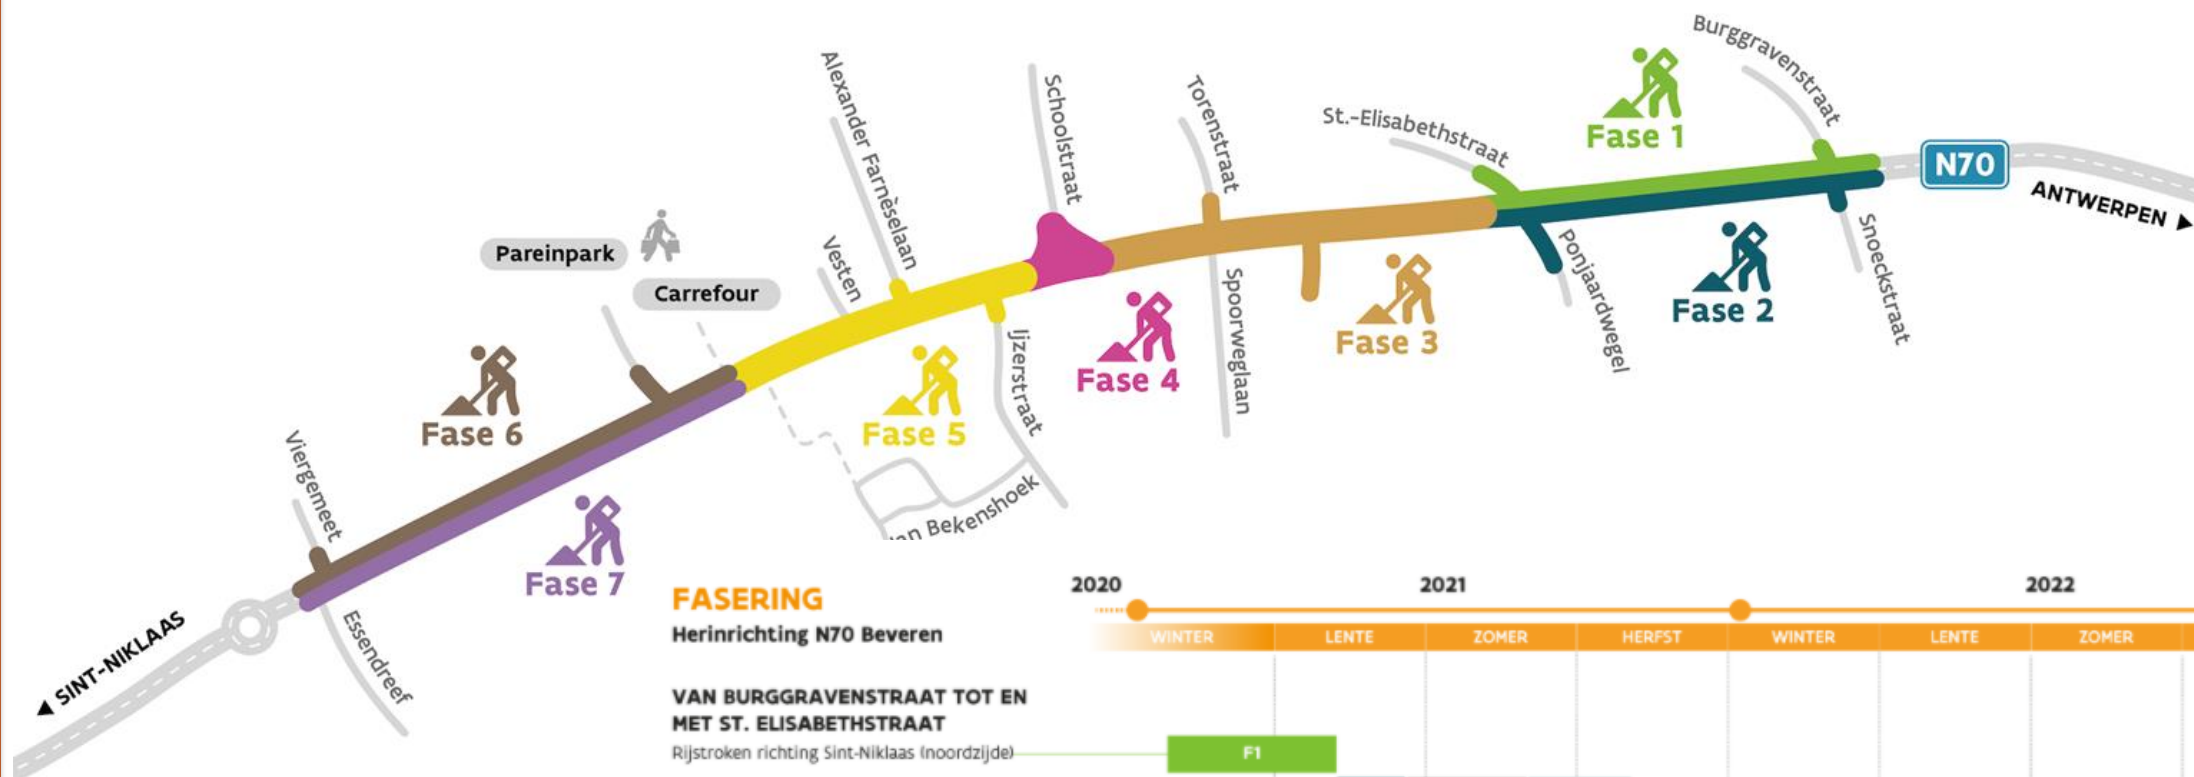 Burggravenstraat
Alexander Farnèselaan
Schoolstraat
Torenstraat
St.-Elisabethstraat
Fase 1
N70
ANTWERPEN
Pareinpark
Vesten
Carrefour
Spoorweglaan
Ponjaardwegel
Snoeckstraat
Fase 2
Fase 3
Fase 4
Ijzerstraat
Fase 5
Fase 6
Viergemeet
an Bekenshoek
Fase 7
Essendreef
SINT-NIKLAAS
FASERING
Herinrichting N70 Beveren
2020 2021 2022
WINTER LENTE ZOMER HERFST WINTER LENTE ZOMER
VAN BURGGRAVENSTRAAT TOT EN
MET ST. ELISABETHSTRAAT
Rijstroken richting Sint-Niklaas (noordzijde)
F1